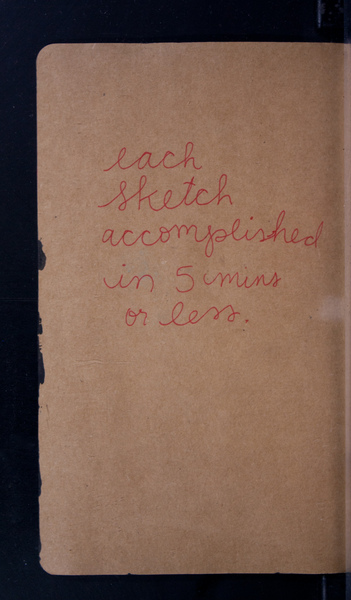 each
sketch
accomplished
in 5 mins
or less.